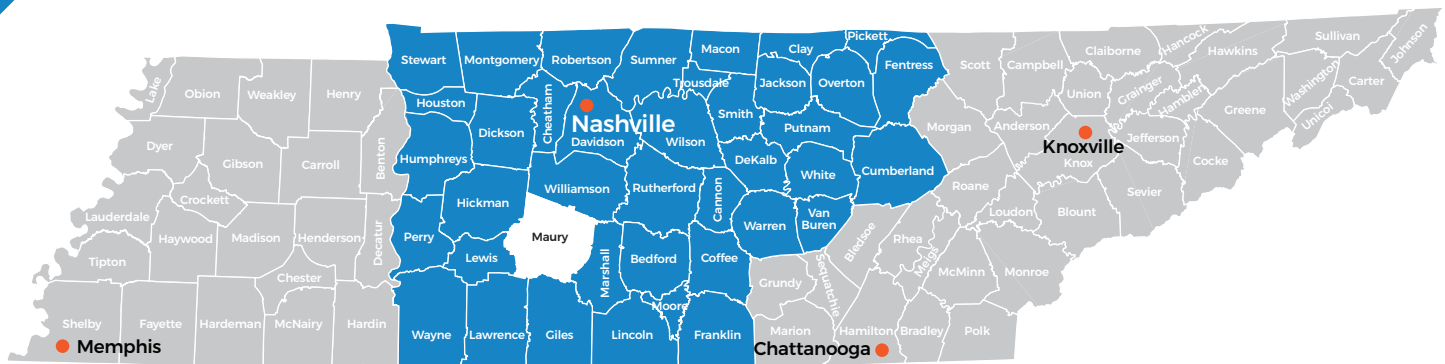 Stewart
Montgomery
Robertson
Sumner
Macon
Clay
Pickett
Fentress
Scott
Campbell
Claiborne
Hancock
Hawkins
Sullivan
Johnson
Lake
Obion
Weakley
Henry
Houston
Dickson
Cheatham
Nashville
Davidson
Wilson
Trousdale
Smith
Jackson
Overton
Putnam
Morgan
Anderson
Union
Grainger
Hamblen
Greene
Washington
Unicoi
Carter
Dyer
Gibson
Carroll
Benton
Humphreys
Hickman
Williamson
Rutherford
Cannon
DeKalb
White
Cumberland
Roane
Knoxville
Knox
Jefferson
Cocke
Sevier
Lauderdale
Crockett
Haywood
Madison
Henderson
Decatur
Perry
Lewis
Maury
Marshall
Bedford
Coffee
Warren
Van
Buren
Bledsoe
Rhea
Meigs
Loudon
Blount
Tipton
Chester
Moore
Grundy
Sequatchie
McMinn
Monroe
Shelby
Fayette
Hardeman
McNairy
Hardin
Wayne
Lawrence
Giles
Lincoln
Franklin
Marion
Hamilton
Bradley
Polk
Memphis
Chattanooga